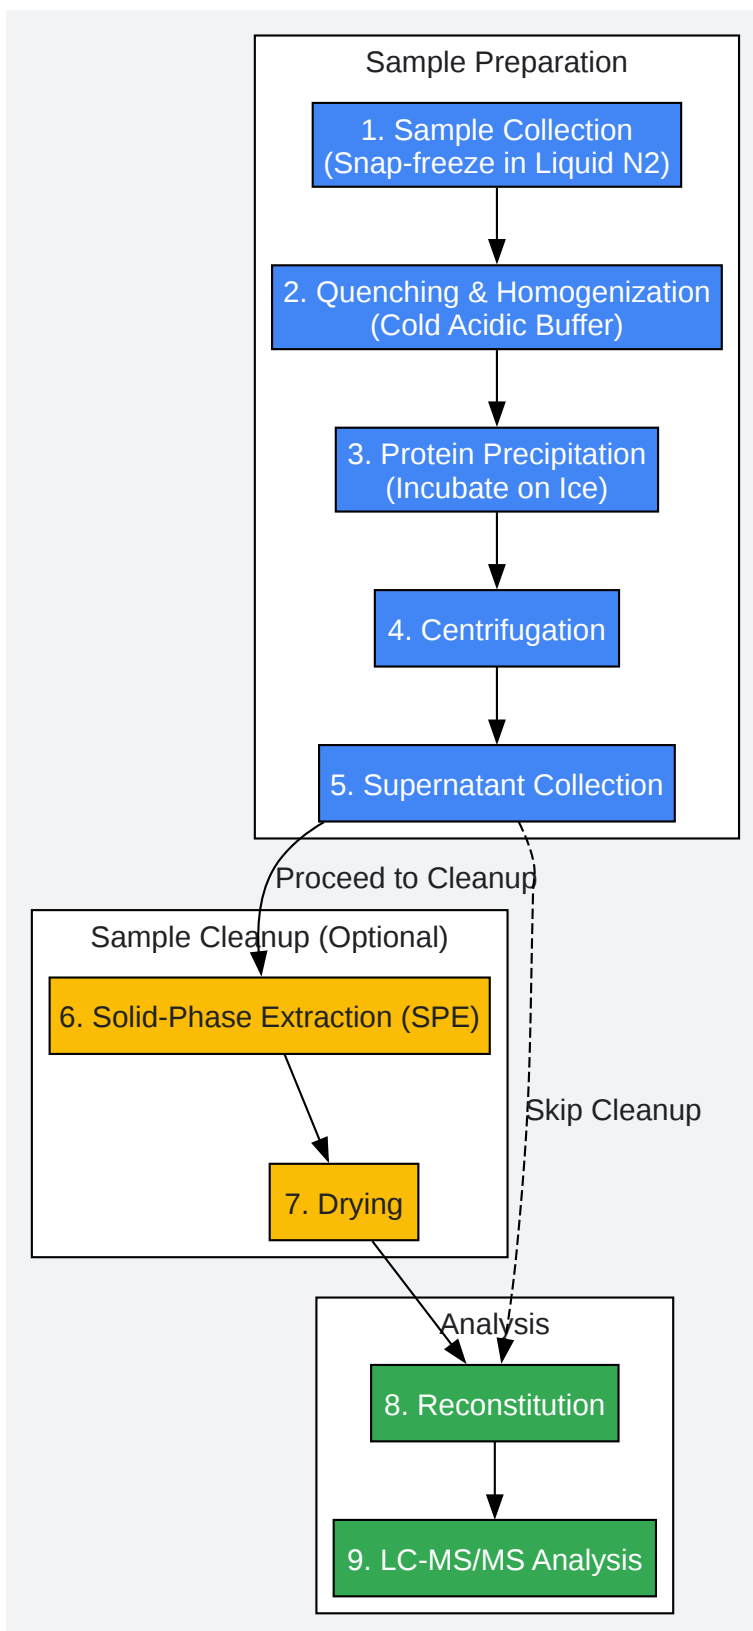 Sample Preparation
1. Sample Collection
(Snap-freeze in Liquid N2)
2. Quenching & Homogenization
(Cold Acidic Buffer)
3. Protein Precipitation
(Incubate on Ice)
4. Centrifugation
5. Supernatant Collection
Proceed to Cleanup
Sample Cleanup (Optional)
6. Solid-Phase Extraction (SPE)
Skip Cleanup
7. Drying
Analysis
8. Reconstitution
9. LC-MS/MS Analysis